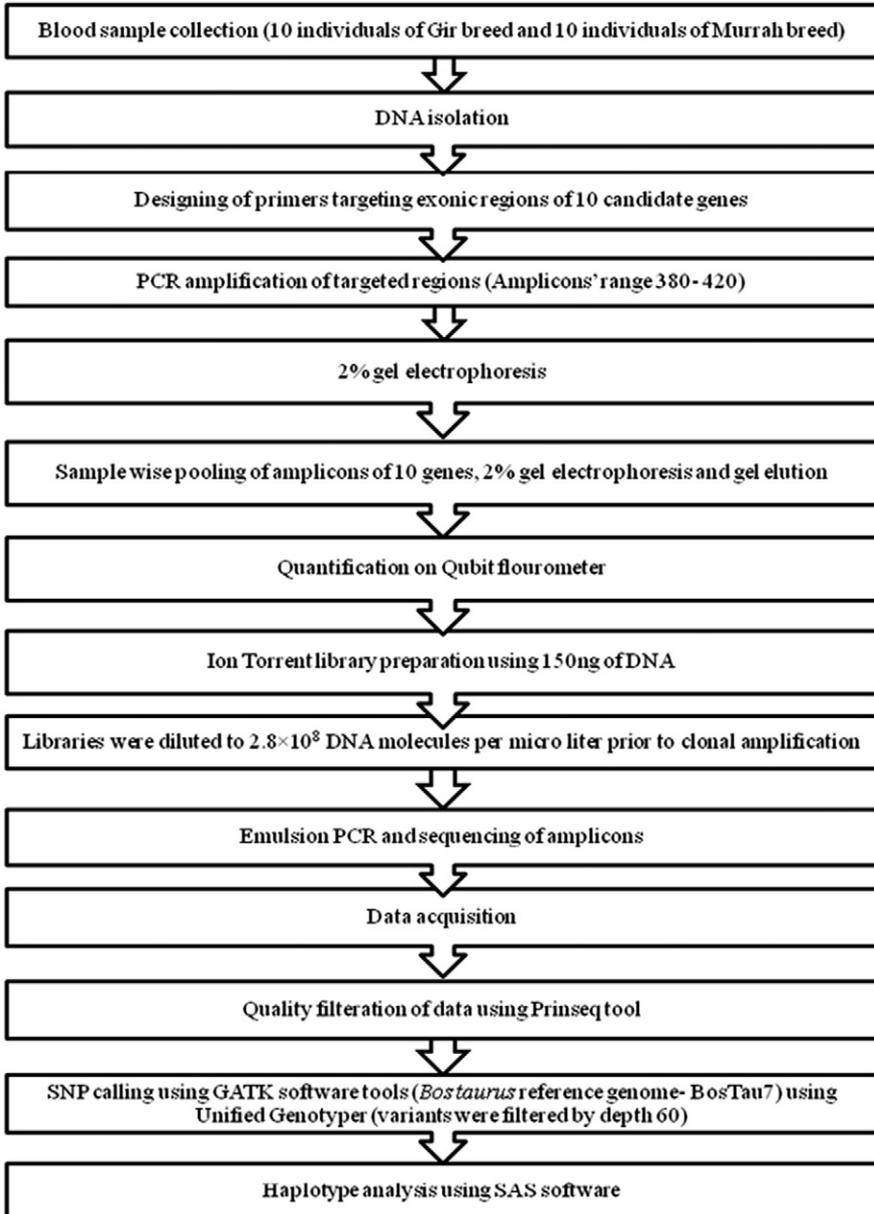 Blood sample collection (10 individuals of Gir breed and 10 individuals of Murrah breed)
DNA isolation
Designing of primers targeting exonic regions of 10 candidate genes
PCR amplification of targeted regions (Amplicons' range 380-420)
2% gel electrophoresis
Sample wise pooling of amplicons of 10 genes, 2% gel electrophoresis and gel elution
Quantification on Qubit flourometer
Ion Torrent library preparation using 150ng of DNA
Libraries were diluted to 2.8×10⁸ DNA molecules per micro liter prior to clonal amplification
Emulsion PCR and sequencing of amplicons
Data acquisition
Quality filteration of data using Prinseq tool
SNP calling using GATK software tools (Bos taurus reference genome- BosTau7) using
Unified Genotyper (variants were filtered by depth 60)
Haplotype analysis using SAS software